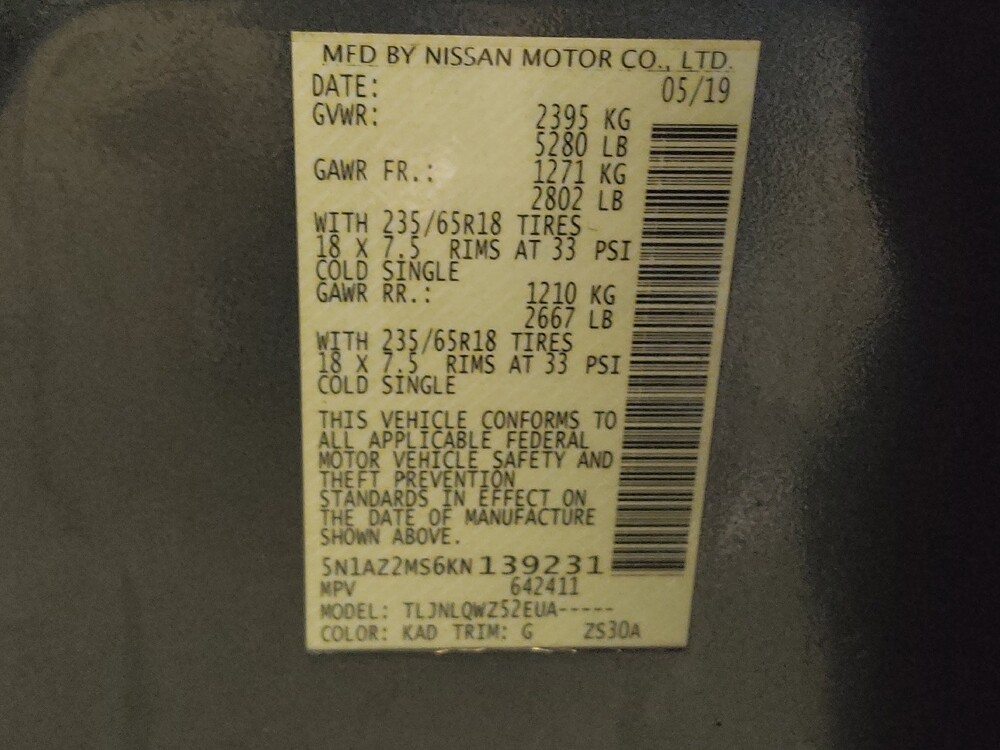 MFD BY NISSAN MOTOR CO., LTD.
DATE: 05/19
GVWR: 2395 KG
5280 LB
GAWR FR.: 1271 KG
2802 LB
WITH 235/65R18 TIRES
18 X 7.5 RIMS AT 33 PSI
COLD SINGLE
GAWR RR.: 1210 KG
2667 LB
WITH 235/65R18 TIRES
18 X 7.5 RIMS AT 33 PSI
COLD SINGLE
THIS VEHICLE CONFORMS TO
ALL APPLICABLE FEDERAL
MOTOR VEHICLE SAFETY AND
THEFT PREVENTION
STANDARDS IN EFFECT ON
THE DATE OF MANUFACTURE
SHOWN ABOVE.
5N1AZ2MS6KN139231
MPV 642411
MODEL: TLJNLQWZ52EUA-----
COLOR: KAD TRIM: G ZS30A